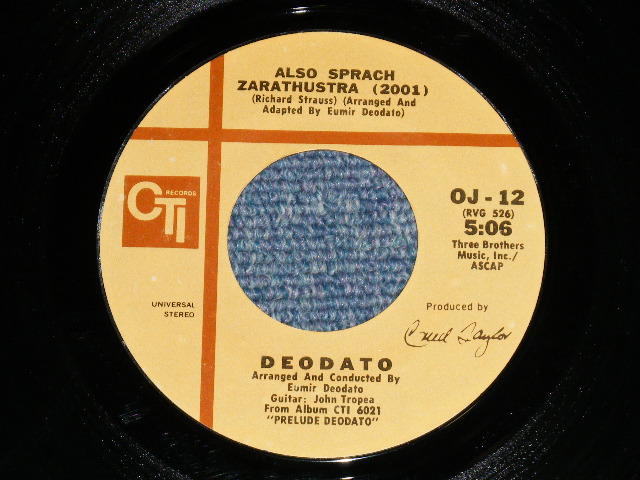 ALSO SPRACH
ZARATHUSTRA (2001)
(Richard Strauss) (Arranged And
Adapted By Eumir Deodato)
CTI RECORDS
OJ - 12
(RVG 526)
5:06
Three Brothers
Music, Inc./
ASCAP
UNIVERSAL
STEREO
Produced by
Creed Taylor
DEODATO
Arranged And Conducted By
Eumir Deodato
Guitar: John Tropea
From Album CTI 6021
"PRELUDE DEODATO"